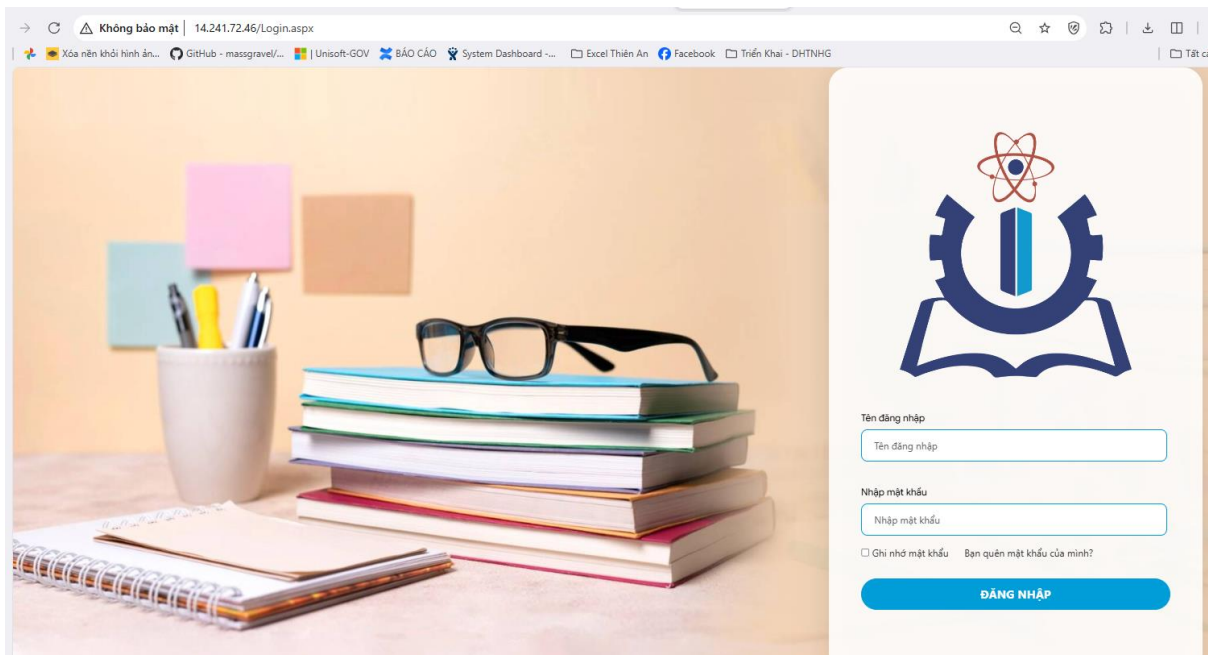 Không bảo mật 14.241.72.46/Login.aspx
Xóa nền khỏi hình ản... GitHub - massgravel/... | Unisoft-GOV BÁO CÁO System Dashboard -... Excel Thiên An Facebook Triển Khai - DHTNHG Tất cả
Tên đăng nhập
Tên đăng nhập
Nhập mật khẩu
Nhập mật khẩu
Ghi nhớ mật khẩu Bạn quên mật khẩu của mình?
ĐĂNG NHẬP